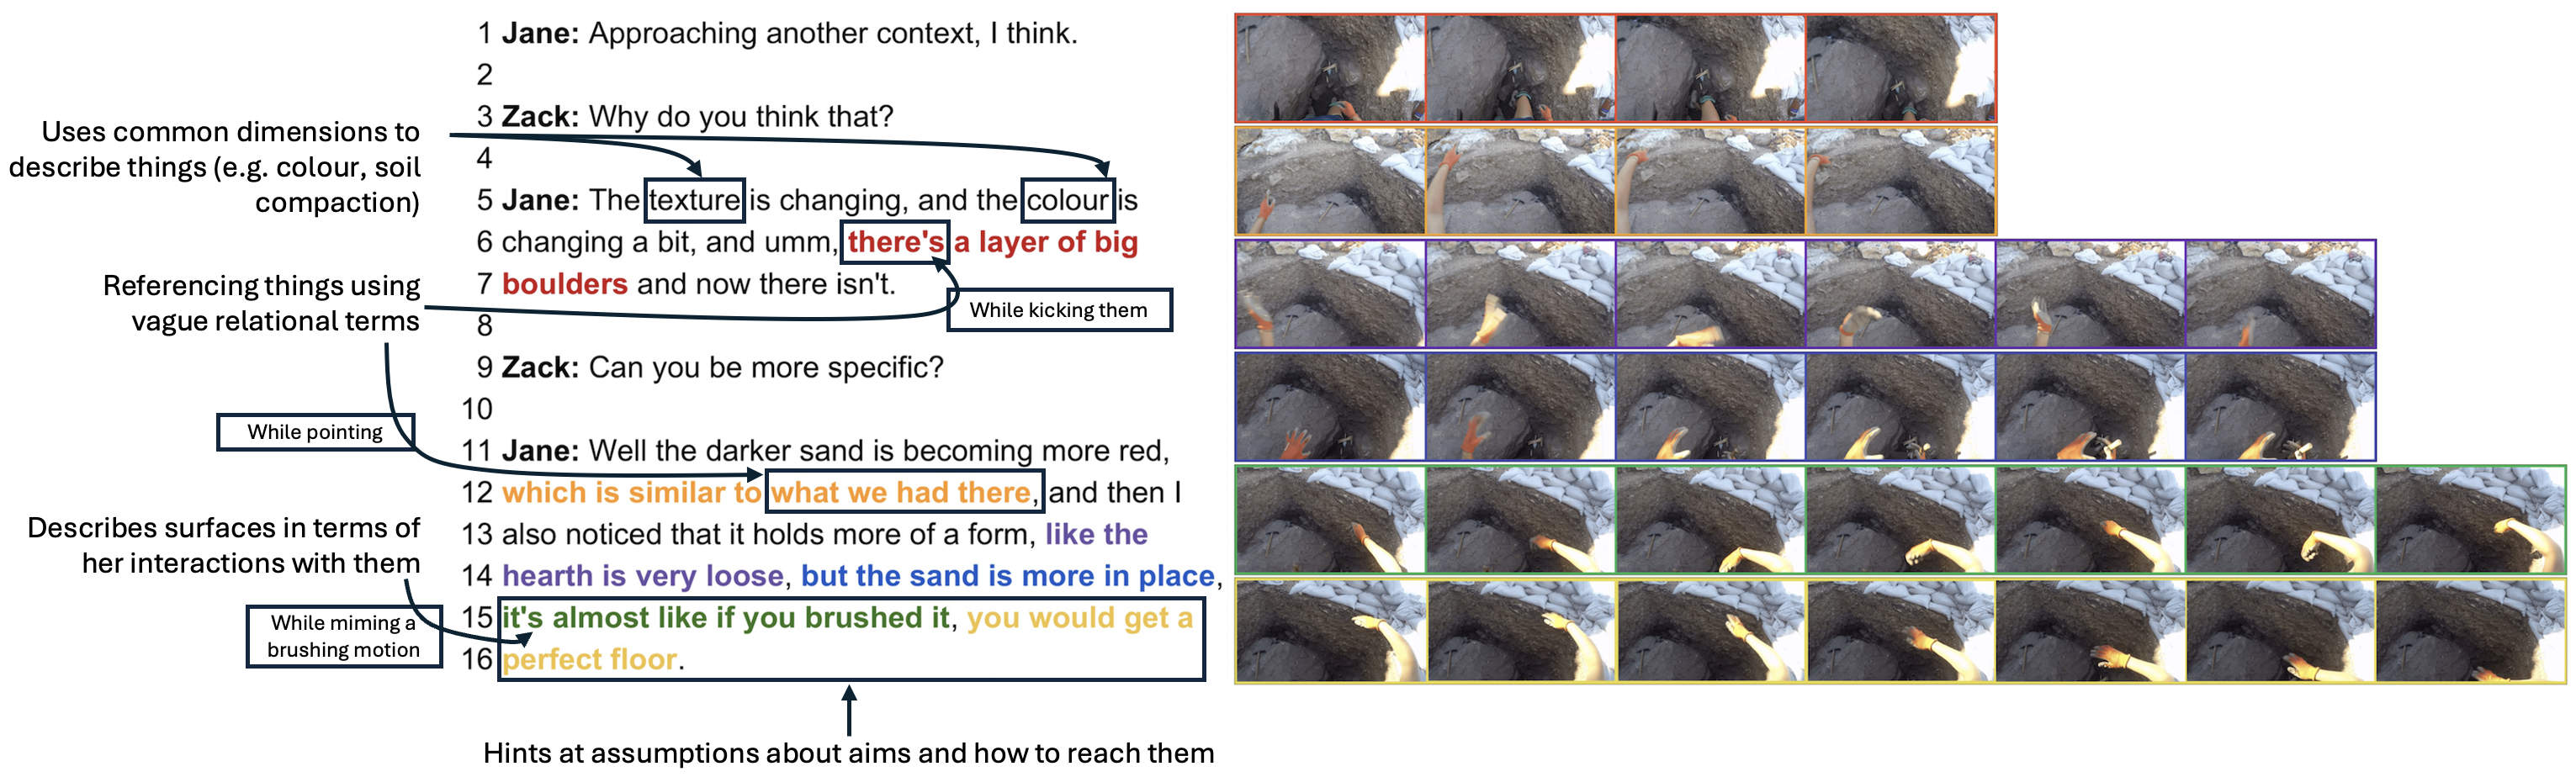 1 Jane: Approaching another context, I think.
2
3 Zack: Why do you think that?
Uses common dimensions to
describe things (e.g. colour, soil
compaction)
4
5 Jane: The texture is changing, and the colour is
6 changing a bit, and umm, there's a layer of big
Referencing things using
vague relational terms
7 boulders and now there isn't.
While kicking them
8
9 Zack: Can you be more specific?
10
While pointing
11 Jane: Well the darker sand is becoming more red,
12 which is similar to what we had there, and then I
Describes surfaces in terms of
her interactions with them
13 also noticed that it holds more of a form, like the
14 hearth is very loose, but the sand is more in place,
While miming a
brushing motion
15 it's almost like if you brushed it, you would get a
16 perfect floor.
Hints at assumptions about aims and how to reach them